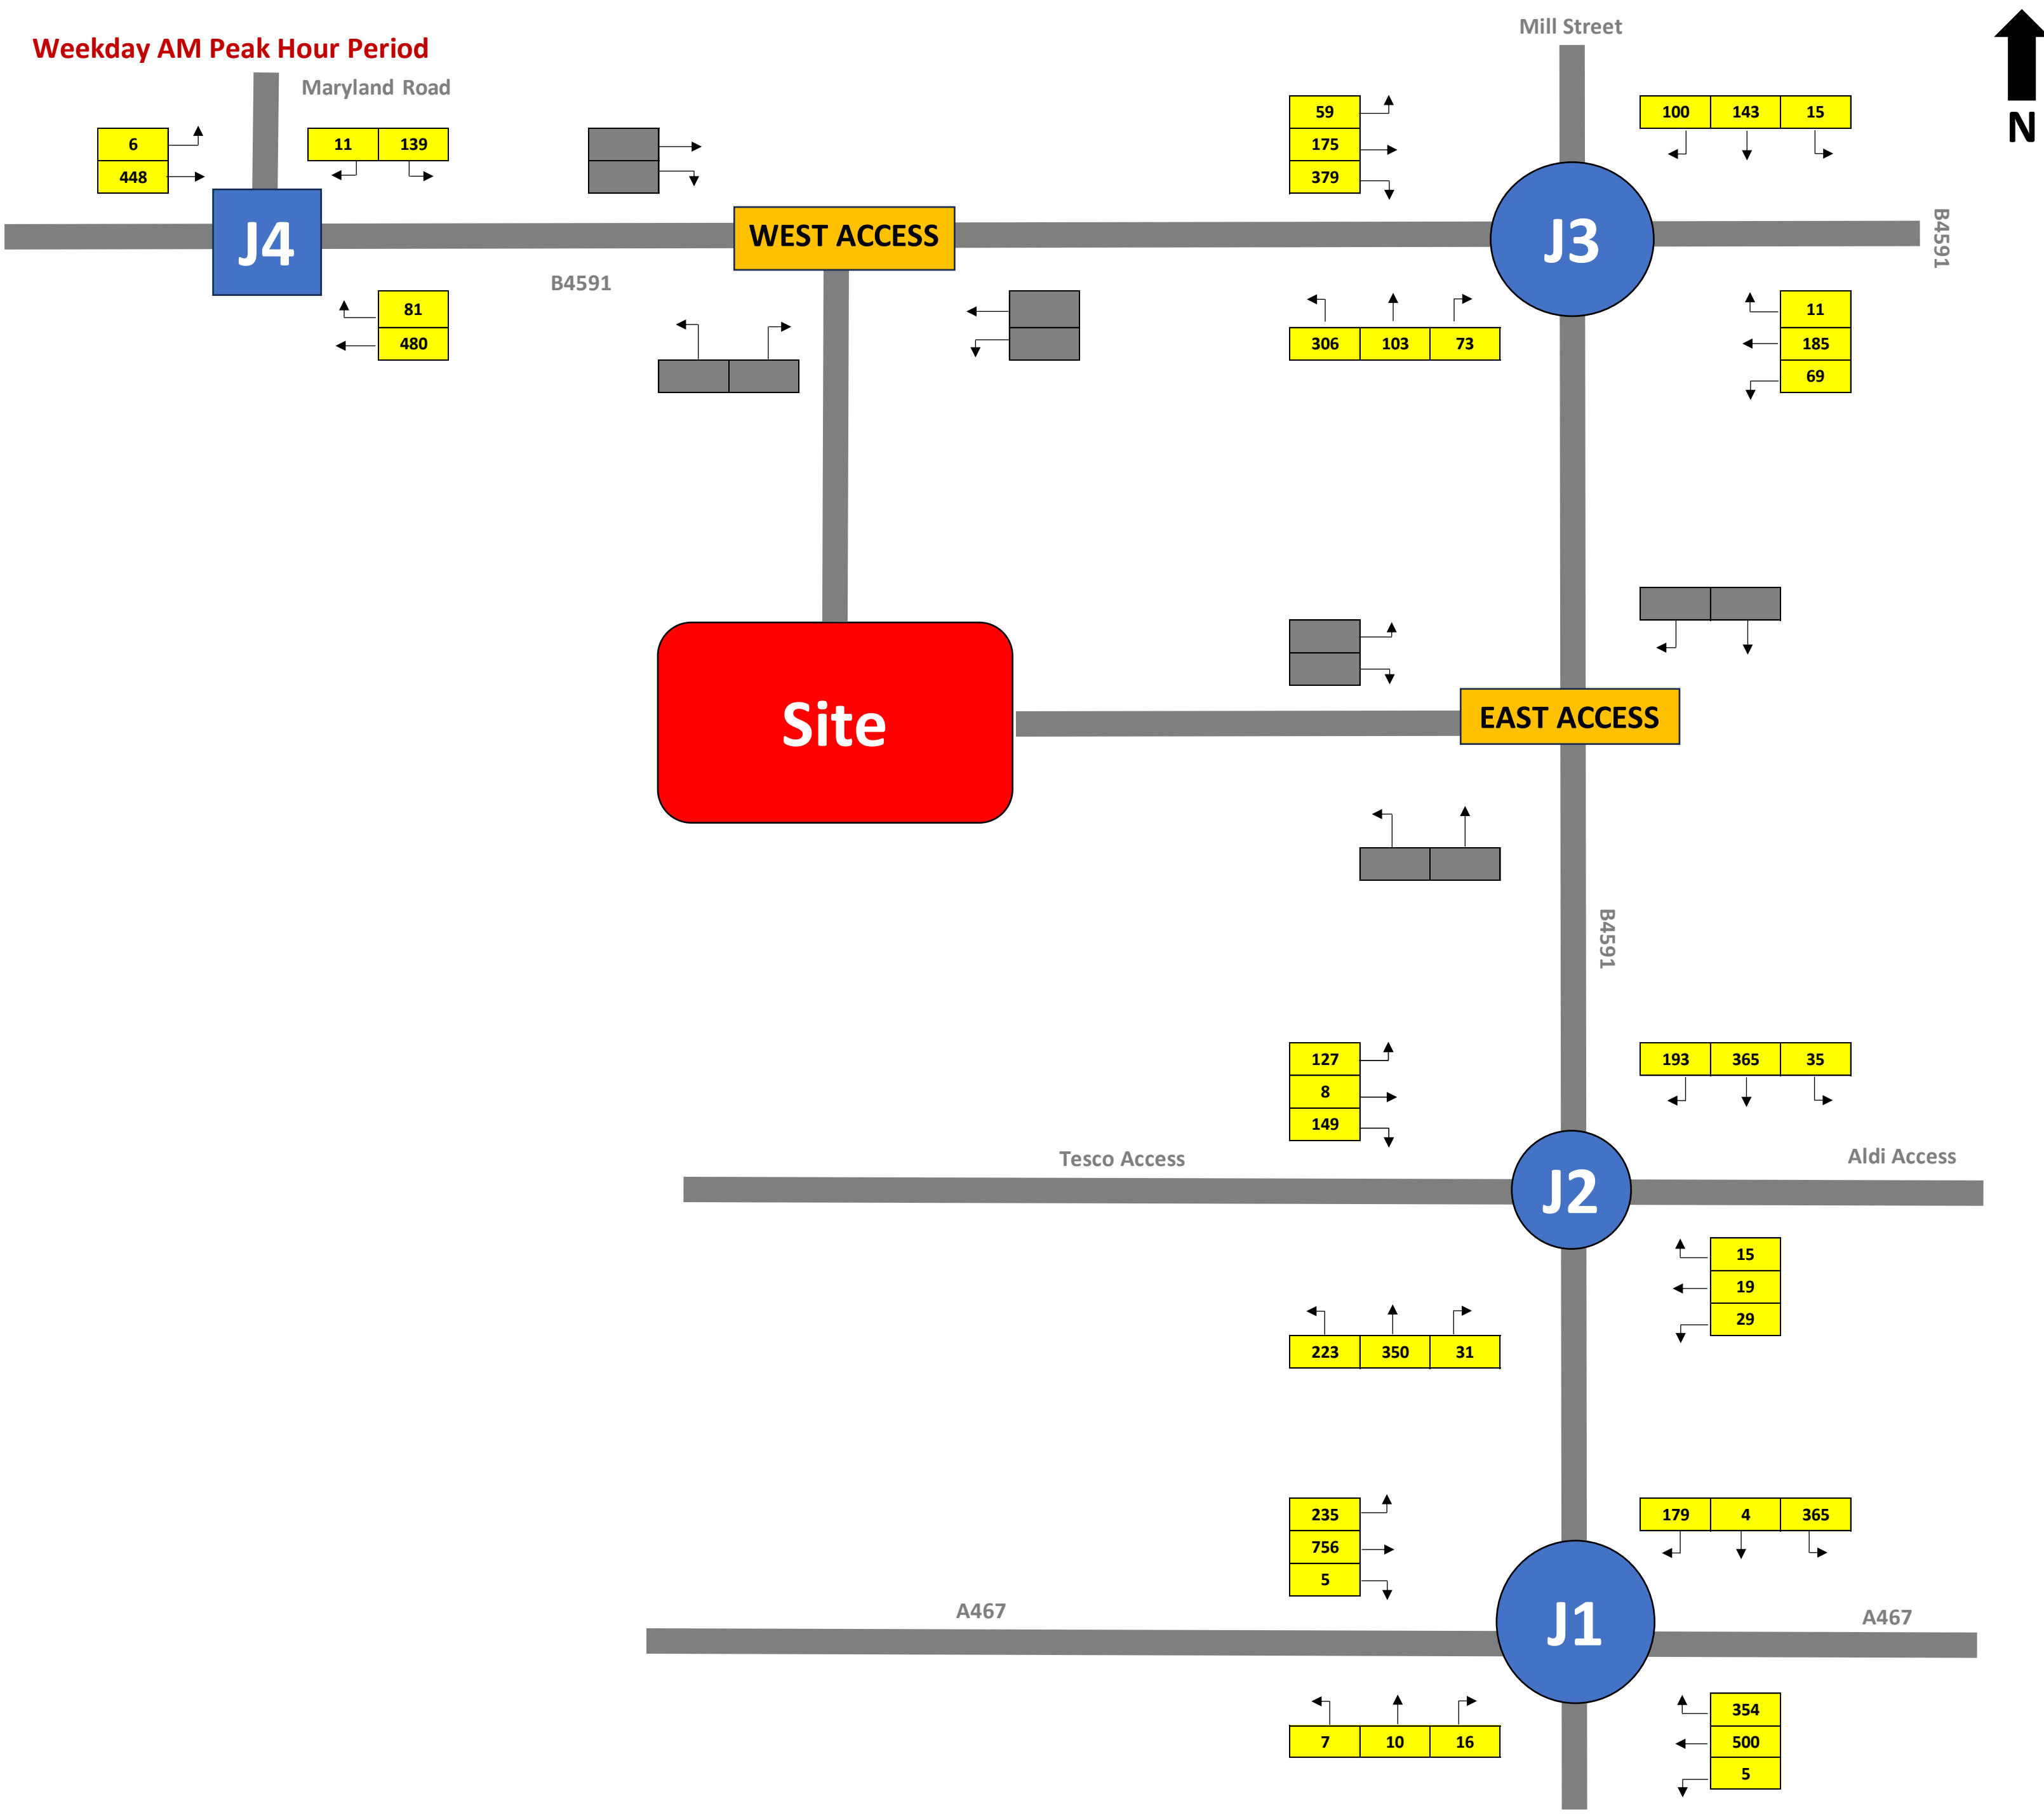 Mill Street
Weekday AM Peak Hour Period
Maryland Road
N
59
100 143 15
6
11 139
175
448
379
B4591
J4
WEST ACCESS
J3
B4591
81
11
480
306 103 73
185
69
Site
EAST ACCESS
B4591
127
193 365 35
8
149
Tesco Access
Aldi Access
J2
15
19
223 350 31
29
235
179 4 365
756
5
A467
J1
A467
354
7 10 16
500
5